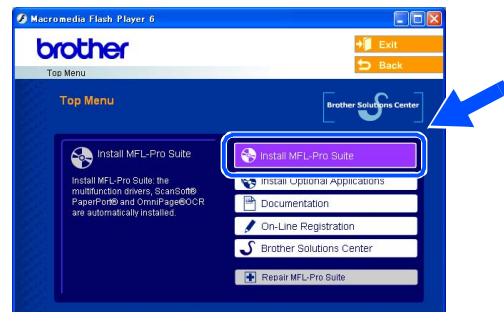 Macromedia Flash Player 6
brother
Exit
Back
Top Menu
Top Menu
Brother Solutions Center
Install MFL-Pro Suite
Install MFL-Pro Suite: the
multifunction drivers, ScanSoft®
PaperPort® and OmniPage®OCR
are automatically installed.
Install MFL-Pro Suite
Install Optional Applications
Documentation
On-Line Registration
Brother Solutions Center
Repair MFL-Pro Suite